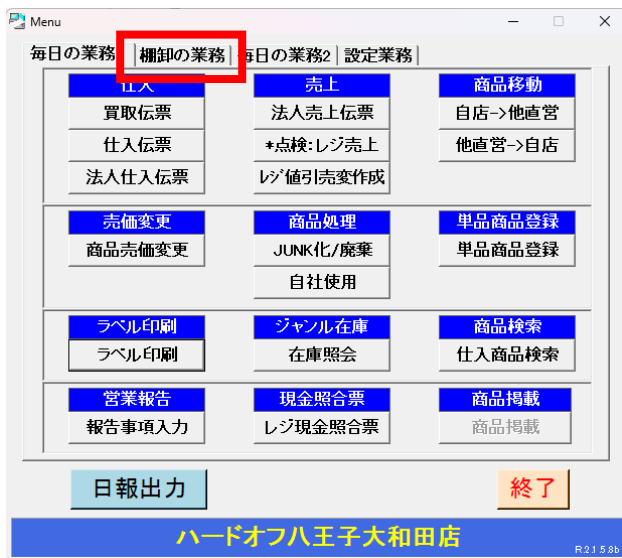 Menu
毎日の業務 棚卸の業務 毎日の業務2 設定業務
仕入 売上 商品移動
買取伝票 法人売上伝票 自店->他直営
仕入伝票 *点検:レジ売上 他直営->自店
法人仕入伝票 ﾚｼﾞ値引売変作成
売価変更 商品処理 単品商品登録
商品売価変更 JUNK化/廃棄 単品商品登録
自社使用
ラベル印刷 ジャンル在庫 商品検索
ラベル印刷 在庫照会 仕入商品検索
営業報告 現金照合票 商品掲載
報告事項入力 レジ現金照合票 商品掲載
日報出力 終了
ハードオフ八王子大和田店
R.2.1.5.8b